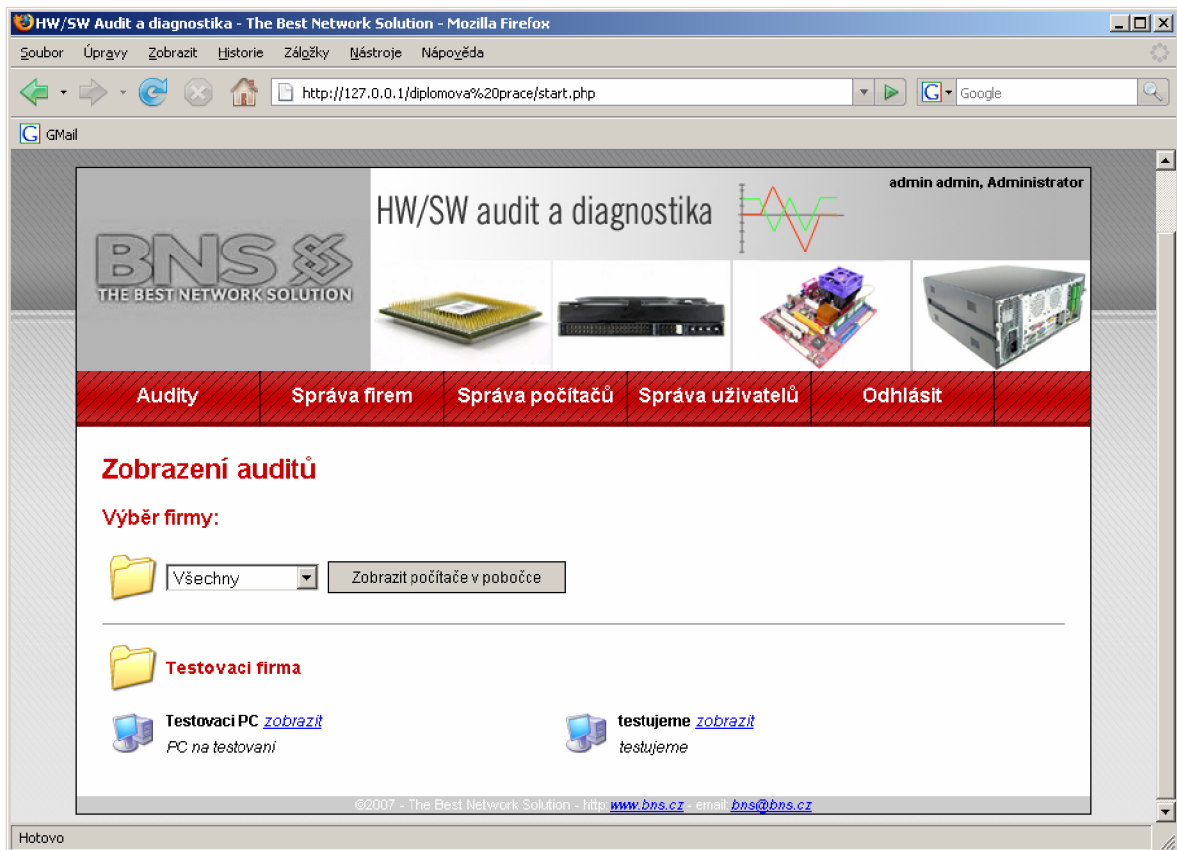 HW/SW Audit a diagnostika - The Best Network Solution - Mozilla Firefox
Soubor Úpravy Zobrazit Historie Záložky Nástroje Nápověda
http://127.0.0.1/diplomova%20prace/start.php
Google
GMail
admin admin, Administrator
HW/SW audit a diagnostika
BNS
THE BEST NETWORK SOLUTION
Audity Správa firem Správa počítačů Správa uživatelů Odhlásit
Zobrazení auditů
Výběr firmy:
Všechny Zobrazit počítače v pobočce
Testovaci firma
Testovaci PC zobrazit testujeme zobrazit
PC na testovani testujeme
©2007 - The Best Network Solution - http: www.bns.cz - email: bns@bns.cz
Hotovo